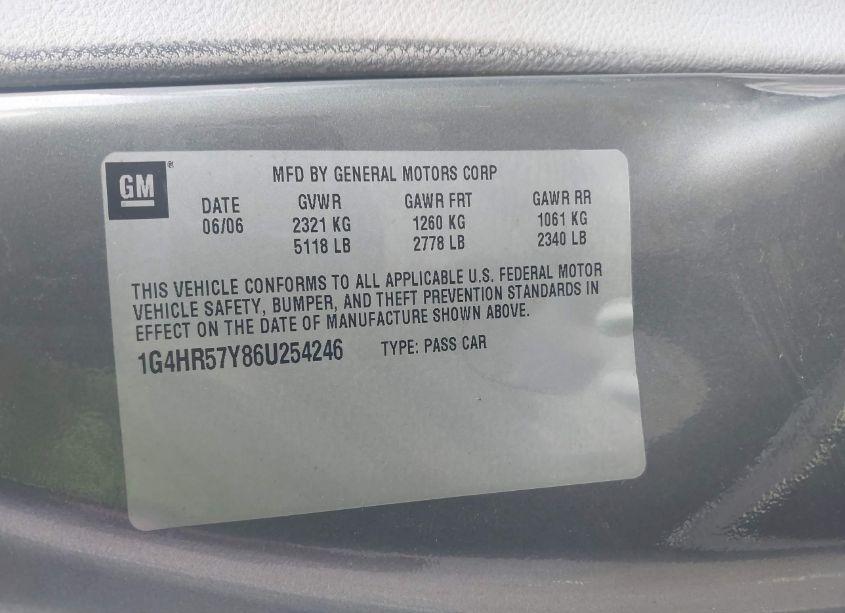 GM®
MFD BY GENERAL MOTORS CORP
DATE GVWR GAWR FRT GAWR RR
06/06 2321 KG 1260 KG 1061 KG
5118 LB 2778 LB 2340 LB
THIS VEHICLE CONFORMS TO ALL APPLICABLE U.S. FEDERAL MOTOR
VEHICLE SAFETY, BUMPER, AND THEFT PREVENTION STANDARDS IN
EFFECT ON THE DATE OF MANUFACTURE SHOWN ABOVE.
1G4HR57Y86U254246 TYPE: PASS CAR